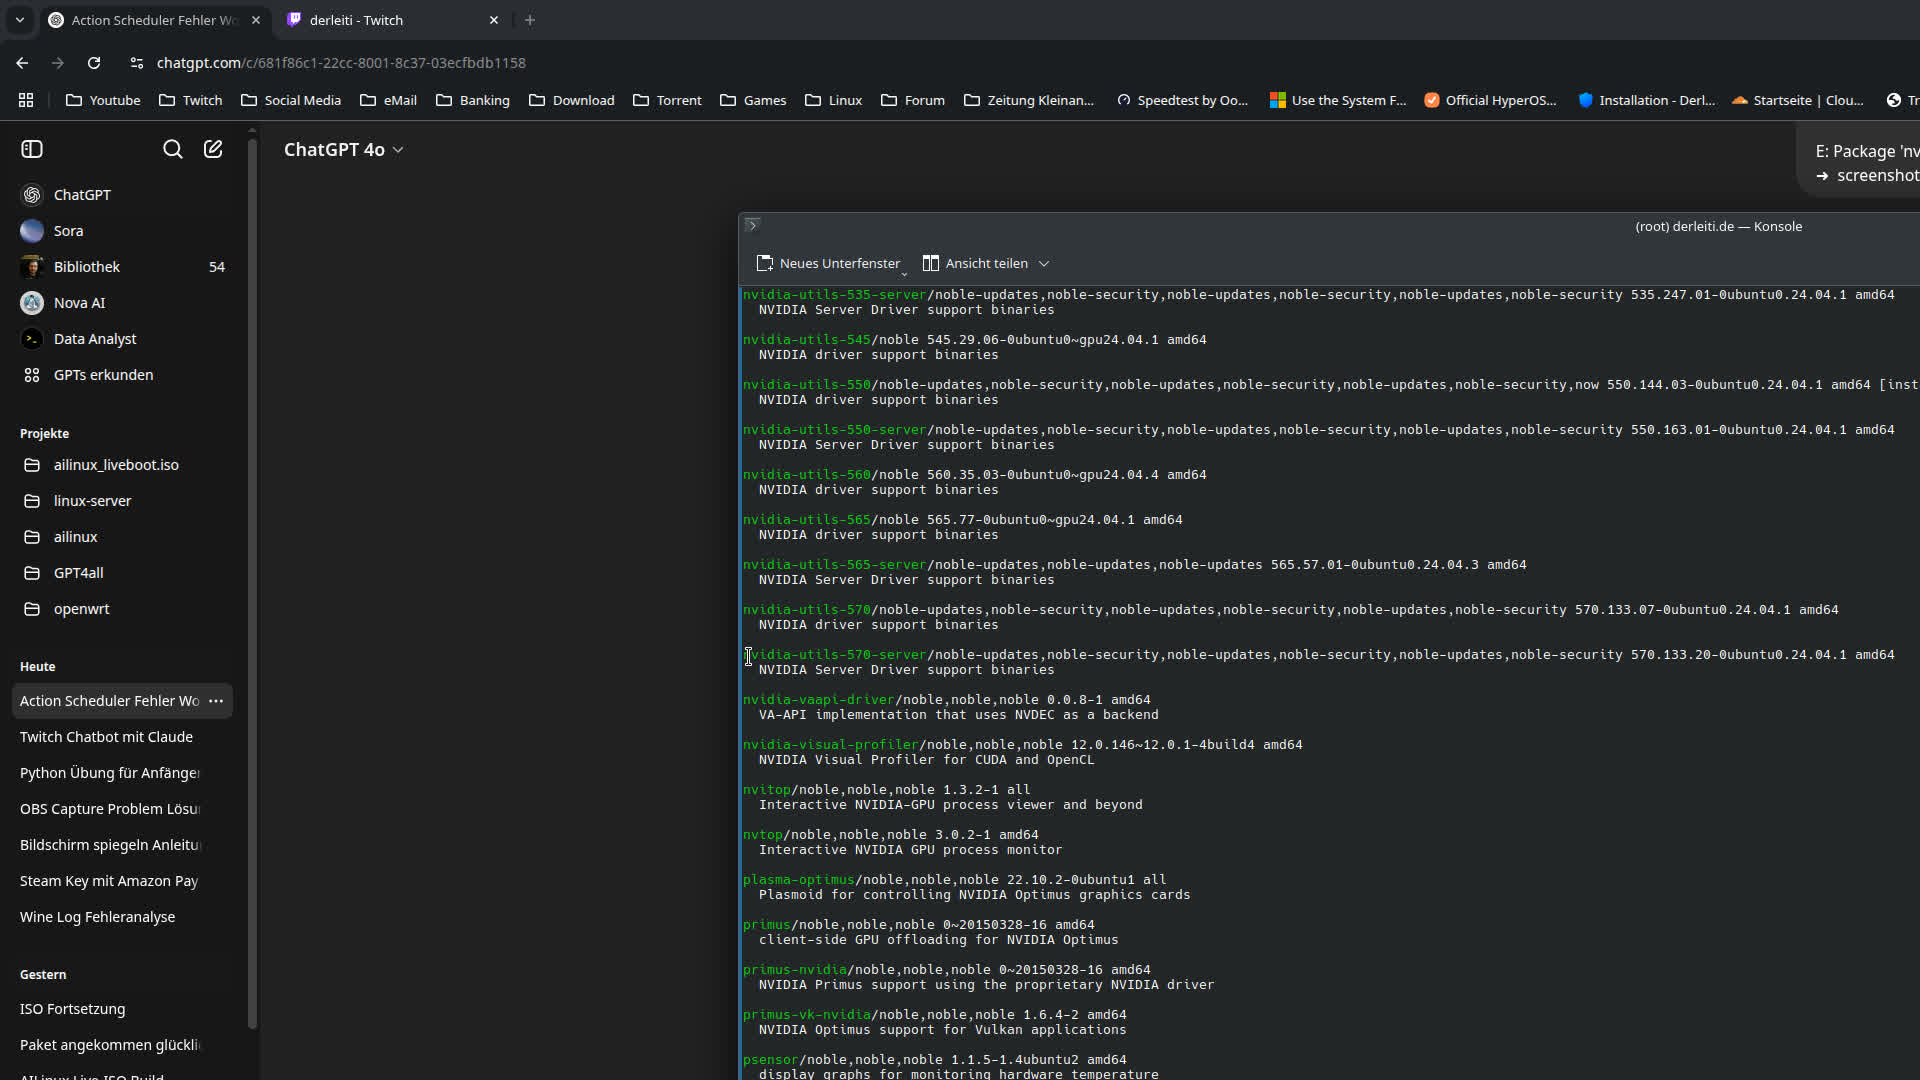 Action Scheduler Fehler Wo
derleiti - Twitch
chatgpt.com/c/681f86c1-22cc-8001-8c37-03ecfbdb1158
Youtube
Twitch
Social Media
eMail
Banking
Download
Torrent
Games
Linux
Forum
Zeitung Kleinan...
Speedtest by Oo...
Use the System F...
Official HyperOS...
Installation - Derl...
Startseite | Clou...
Tr
ChatGPT 4o
E: Package 'nv
➜ screenshot
ChatGPT
Sora
Bibliothek 54
Nova AI
Data Analyst
GPTs erkunden
Projekte
ailinux_liveboot.iso
linux-server
ailinux
GPT4all
openwrt
Heute
Action Scheduler Fehler Wo
Twitch Chatbot mit Claude
Python Übung für Anfänger
OBS Capture Problem Lösu
Bildschirm spiegeln Anleitu
Steam Key mit Amazon Pay
Wine Log Fehleranalyse
Gestern
ISO Fortsetzung
Paket angekommen glückli
AILinux Live ISO Build
(root) derleiti.de — Konsole
Neues Unterfenster
Ansicht teilen
nvidia-utils-535-server/noble-updates,noble-security,noble-updates,noble-security,noble-updates,noble-security 535.247.01-0ubuntu0.24.04.1 amd64
NVIDIA Server Driver support binaries
nvidia-utils-545/noble 545.29.06-0ubuntu0~gpu24.04.1 amd64
NVIDIA driver support binaries
nvidia-utils-550/noble-updates,noble-security,noble-updates,noble-security,noble-updates,noble-security,now 550.144.03-0ubuntu0.24.04.1 amd64 [inst
NVIDIA driver support binaries
nvidia-utils-550-server/noble-updates,noble-security,noble-updates,noble-security,noble-updates,noble-security 550.163.01-0ubuntu0.24.04.1 amd64
NVIDIA Server Driver support binaries
nvidia-utils-560/noble 560.35.03-0ubuntu0~gpu24.04.4 amd64
NVIDIA driver support binaries
nvidia-utils-565/noble 565.77-0ubuntu0~gpu24.04.1 amd64
NVIDIA driver support binaries
nvidia-utils-565-server/noble-updates,noble-updates,noble-updates 565.57.01-0ubuntu0.24.04.3 amd64
NVIDIA Server Driver support binaries
nvidia-utils-570/noble-updates,noble-security,noble-updates,noble-security,noble-updates,noble-security 570.133.07-0ubuntu0.24.04.1 amd64
NVIDIA driver support binaries
nvidia-utils-570-server/noble-updates,noble-security,noble-updates,noble-security,noble-updates,noble-security 570.133.20-0ubuntu0.24.04.1 amd64
NVIDIA Server Driver support binaries
nvidia-vaapi-driver/noble,noble,noble 0.0.8-1 amd64
VA-API implementation that uses NVDEC as a backend
nvidia-visual-profiler/noble,noble,noble 12.0.146~12.0.1-4build4 amd64
NVIDIA Visual Profiler for CUDA and OpenCL
nvitop/noble,noble,noble 1.3.2-1 all
Interactive NVIDIA-GPU process viewer and beyond
nvtop/noble,noble,noble 3.0.2-1 amd64
Interactive NVIDIA GPU process monitor
plasma-optimus/noble,noble,noble 22.10.2-0ubuntu1 all
Plasmoid for controlling NVIDIA Optimus graphics cards
primus/noble,noble,noble 0~20150328-16 amd64
client-side GPU offloading for NVIDIA Optimus
primus-nvidia/noble,noble,noble 0~20150328-16 amd64
NVIDIA Primus support using the proprietary NVIDIA driver
primus-vk-nvidia/noble,noble,noble 1.6.4-2 amd64
NVIDIA Optimus support for Vulkan applications
psensor/noble,noble,noble 1.1.5-1.4ubuntu2 amd64
display graphs for monitoring hardware temperature